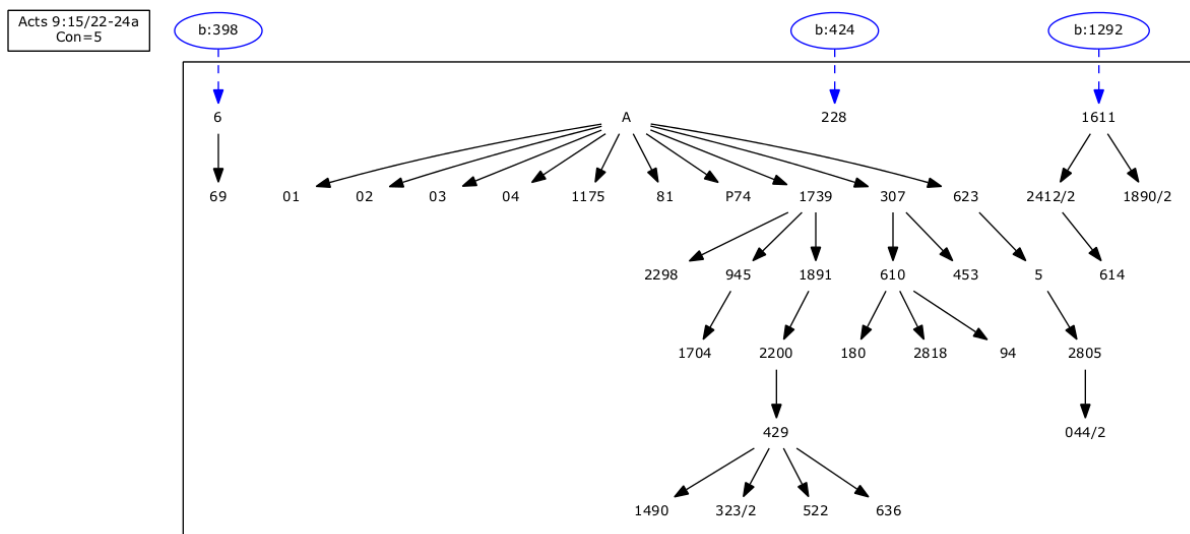 Acts 9:15/22-24a
Con=5
b:398 b:424 b:1292
6 A 228 1611
69 01 02 03 04 1175 81 P74 1739 307 623 2412/2 1890/2
2298 945 1891 610 453 5 614
1704 2200 180 2818 94 2805
429 044/2
1490 323/2 522 636